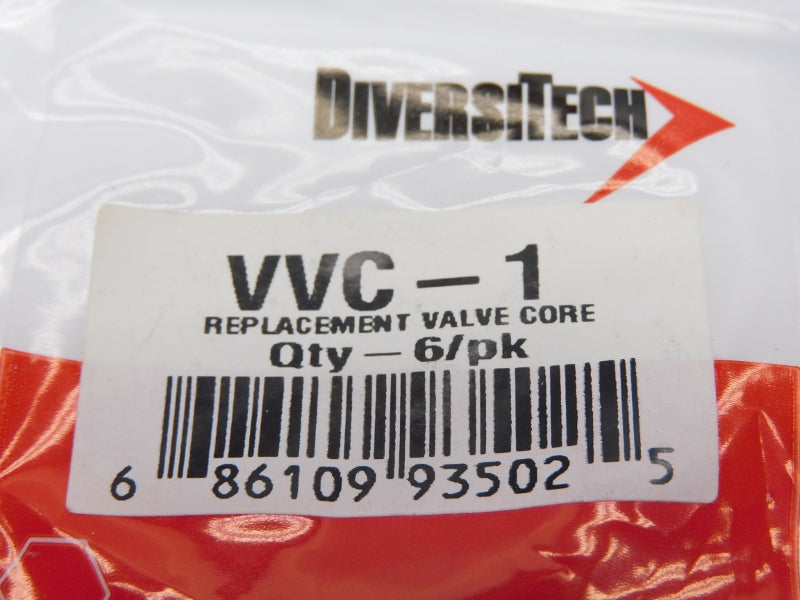 DIVERSITECH
VVC – 1
REPLACEMENT VALVE CORE
Qty – 6/pk
6 86109 93502 5